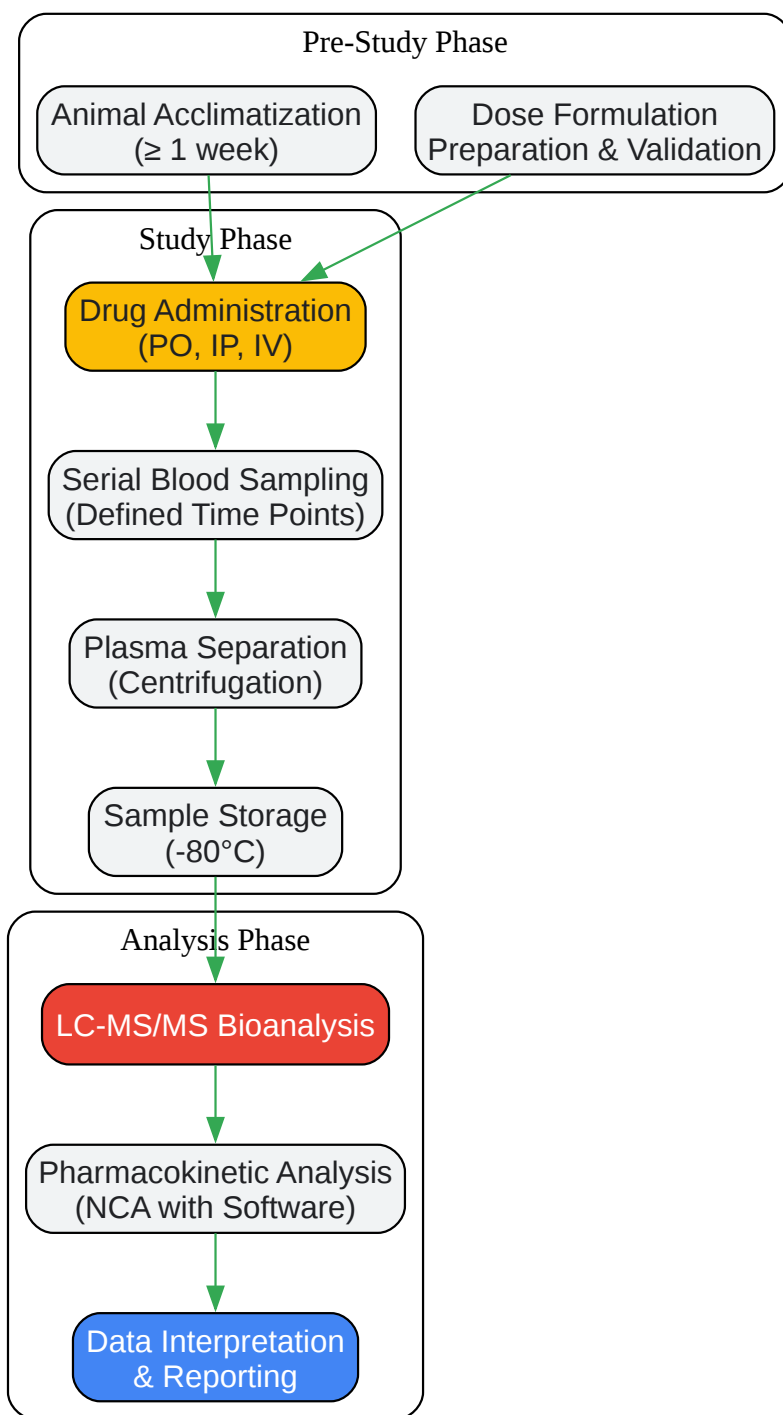 Pre-Study Phase
Animal Acclimatization
(≥ 1 week)
Dose Formulation
Preparation & Validation
Study Phase
Drug Administration
(PO, IP, IV)
Serial Blood Sampling
(Defined Time Points)
Plasma Separation
(Centrifugation)
Sample Storage
(-80°C)
Analysis Phase
LC-MS/MS Bioanalysis
Pharmacokinetic Analysis
(NCA with Software)
Data Interpretation
& Reporting